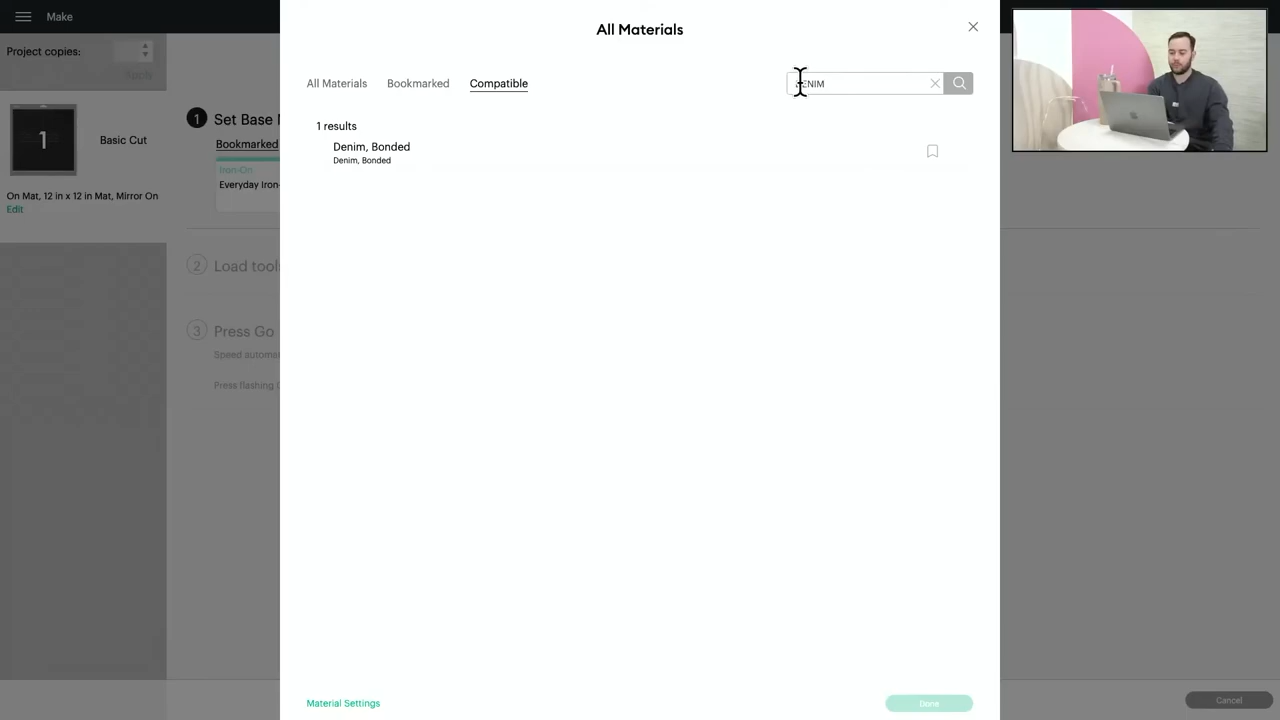 Make
Project copies:
Apply
1
Basic Cut
On Mat, 12 in x 12 in Mat, Mirror On
Edit
1 Set Base M
Bookmarked
Iron-On
Everyday Iron-
2 Load tool
3 Press Go
Speed automa
Press flashing
Cancel
All Materials
All Materials
Bookmarked
Compatible
ENIM
1 results
Denim, Bonded
Denim, Bonded
Material Settings
Done